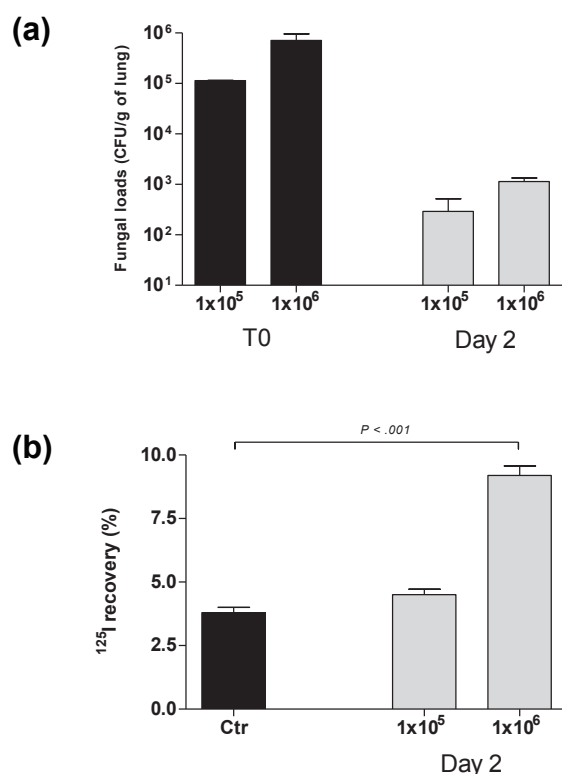 (a)
Fungal loads (CFU/g of lung)
10⁶
10⁵
10⁴
10³
10²
10¹
1x10⁵ 1x10⁶ 1x10⁵ 1x10⁶
T0 Day 2
(b)
P < .001
¹²⁵I recovery (%)
10.0
7.5
5.0
2.5
0.0
Ctr 1x10⁵ 1x10⁶
Day 2